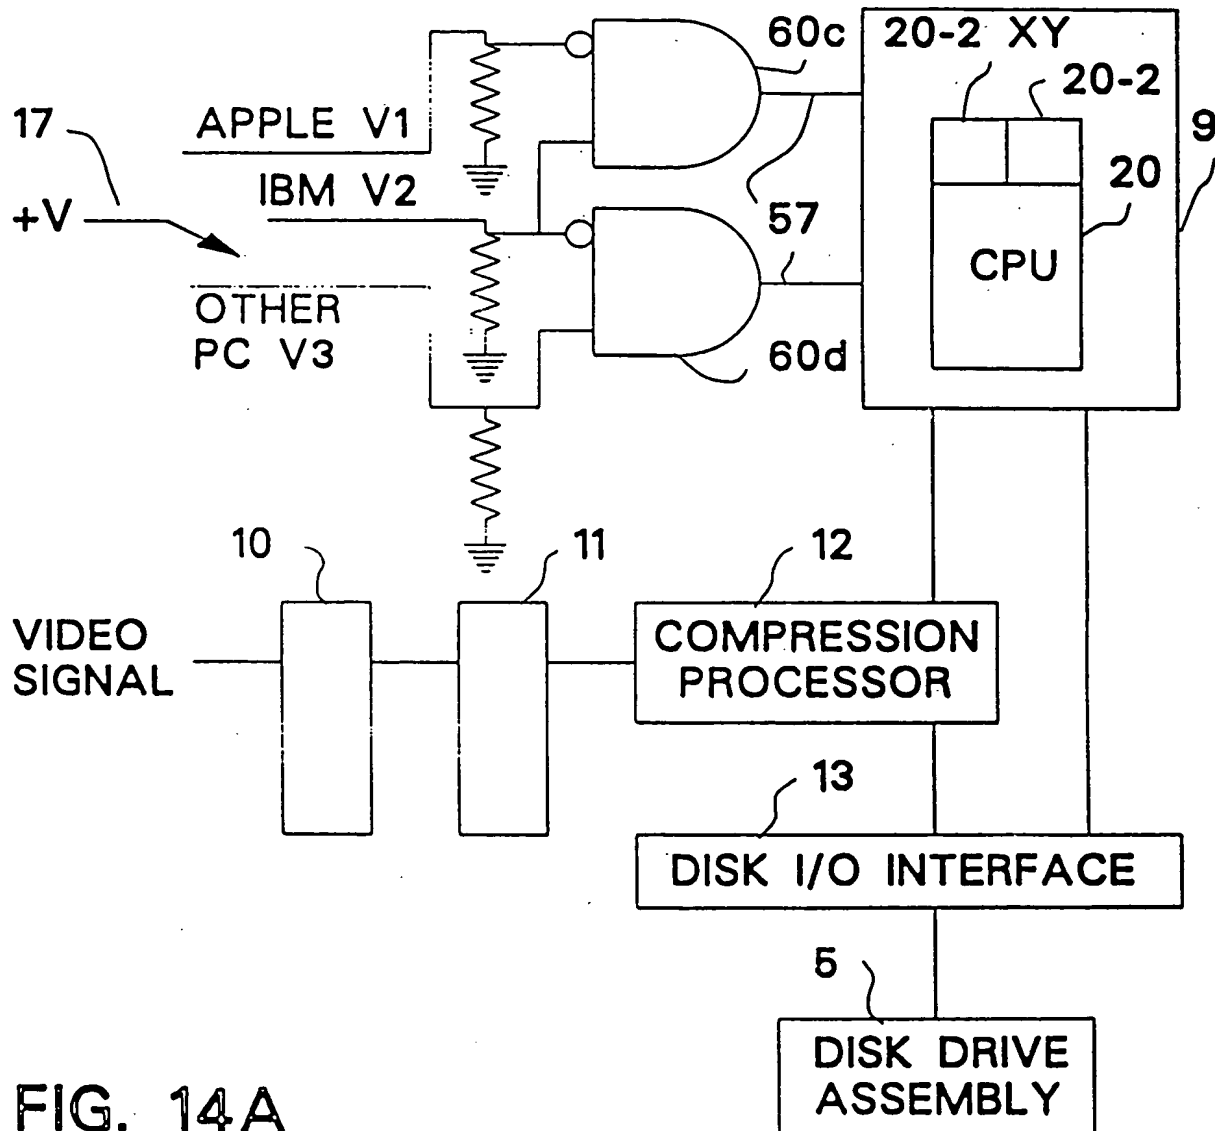 60c
20-2 XY
20-2
17
APPLE V1
9
IBM V2
20
+V
57
CPU
OTHER
PC V3
60d
10
11
12
VIDEO
SIGNAL
COMPRESSION
PROCESSOR
13
DISK I/O INTERFACE
5
DISK DRIVE
ASSEMBLY
FIG. 14A